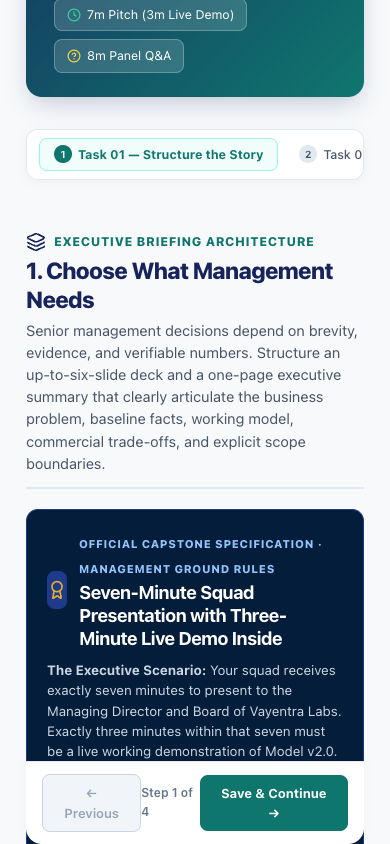 7m Pitch (3m Live Demo)
8m Panel Q&A
1 Task 01 — Structure the Story
2 Task 0
EXECUTIVE BRIEFING ARCHITECTURE
1. Choose What Management
Needs
Senior management decisions depend on brevity,
evidence, and verifiable numbers. Structure an
up-to-six-slide deck and a one-page executive
summary that clearly articulate the business
problem, baseline facts, working model,
commercial trade-offs, and explicit scope
boundaries.
OFFICIAL CAPSTONE SPECIFICATION ·
MANAGEMENT GROUND RULES
Seven-Minute Squad
Presentation with Three-
Minute Live Demo Inside
The Executive Scenario: Your squad receives
exactly seven minutes to present to the
Managing Director and Board of Vayentra Labs.
Exactly three minutes within that seven must
be a live working demonstration of Model v2.0.
← Previous
Step 1 of 4
Save & Continue →